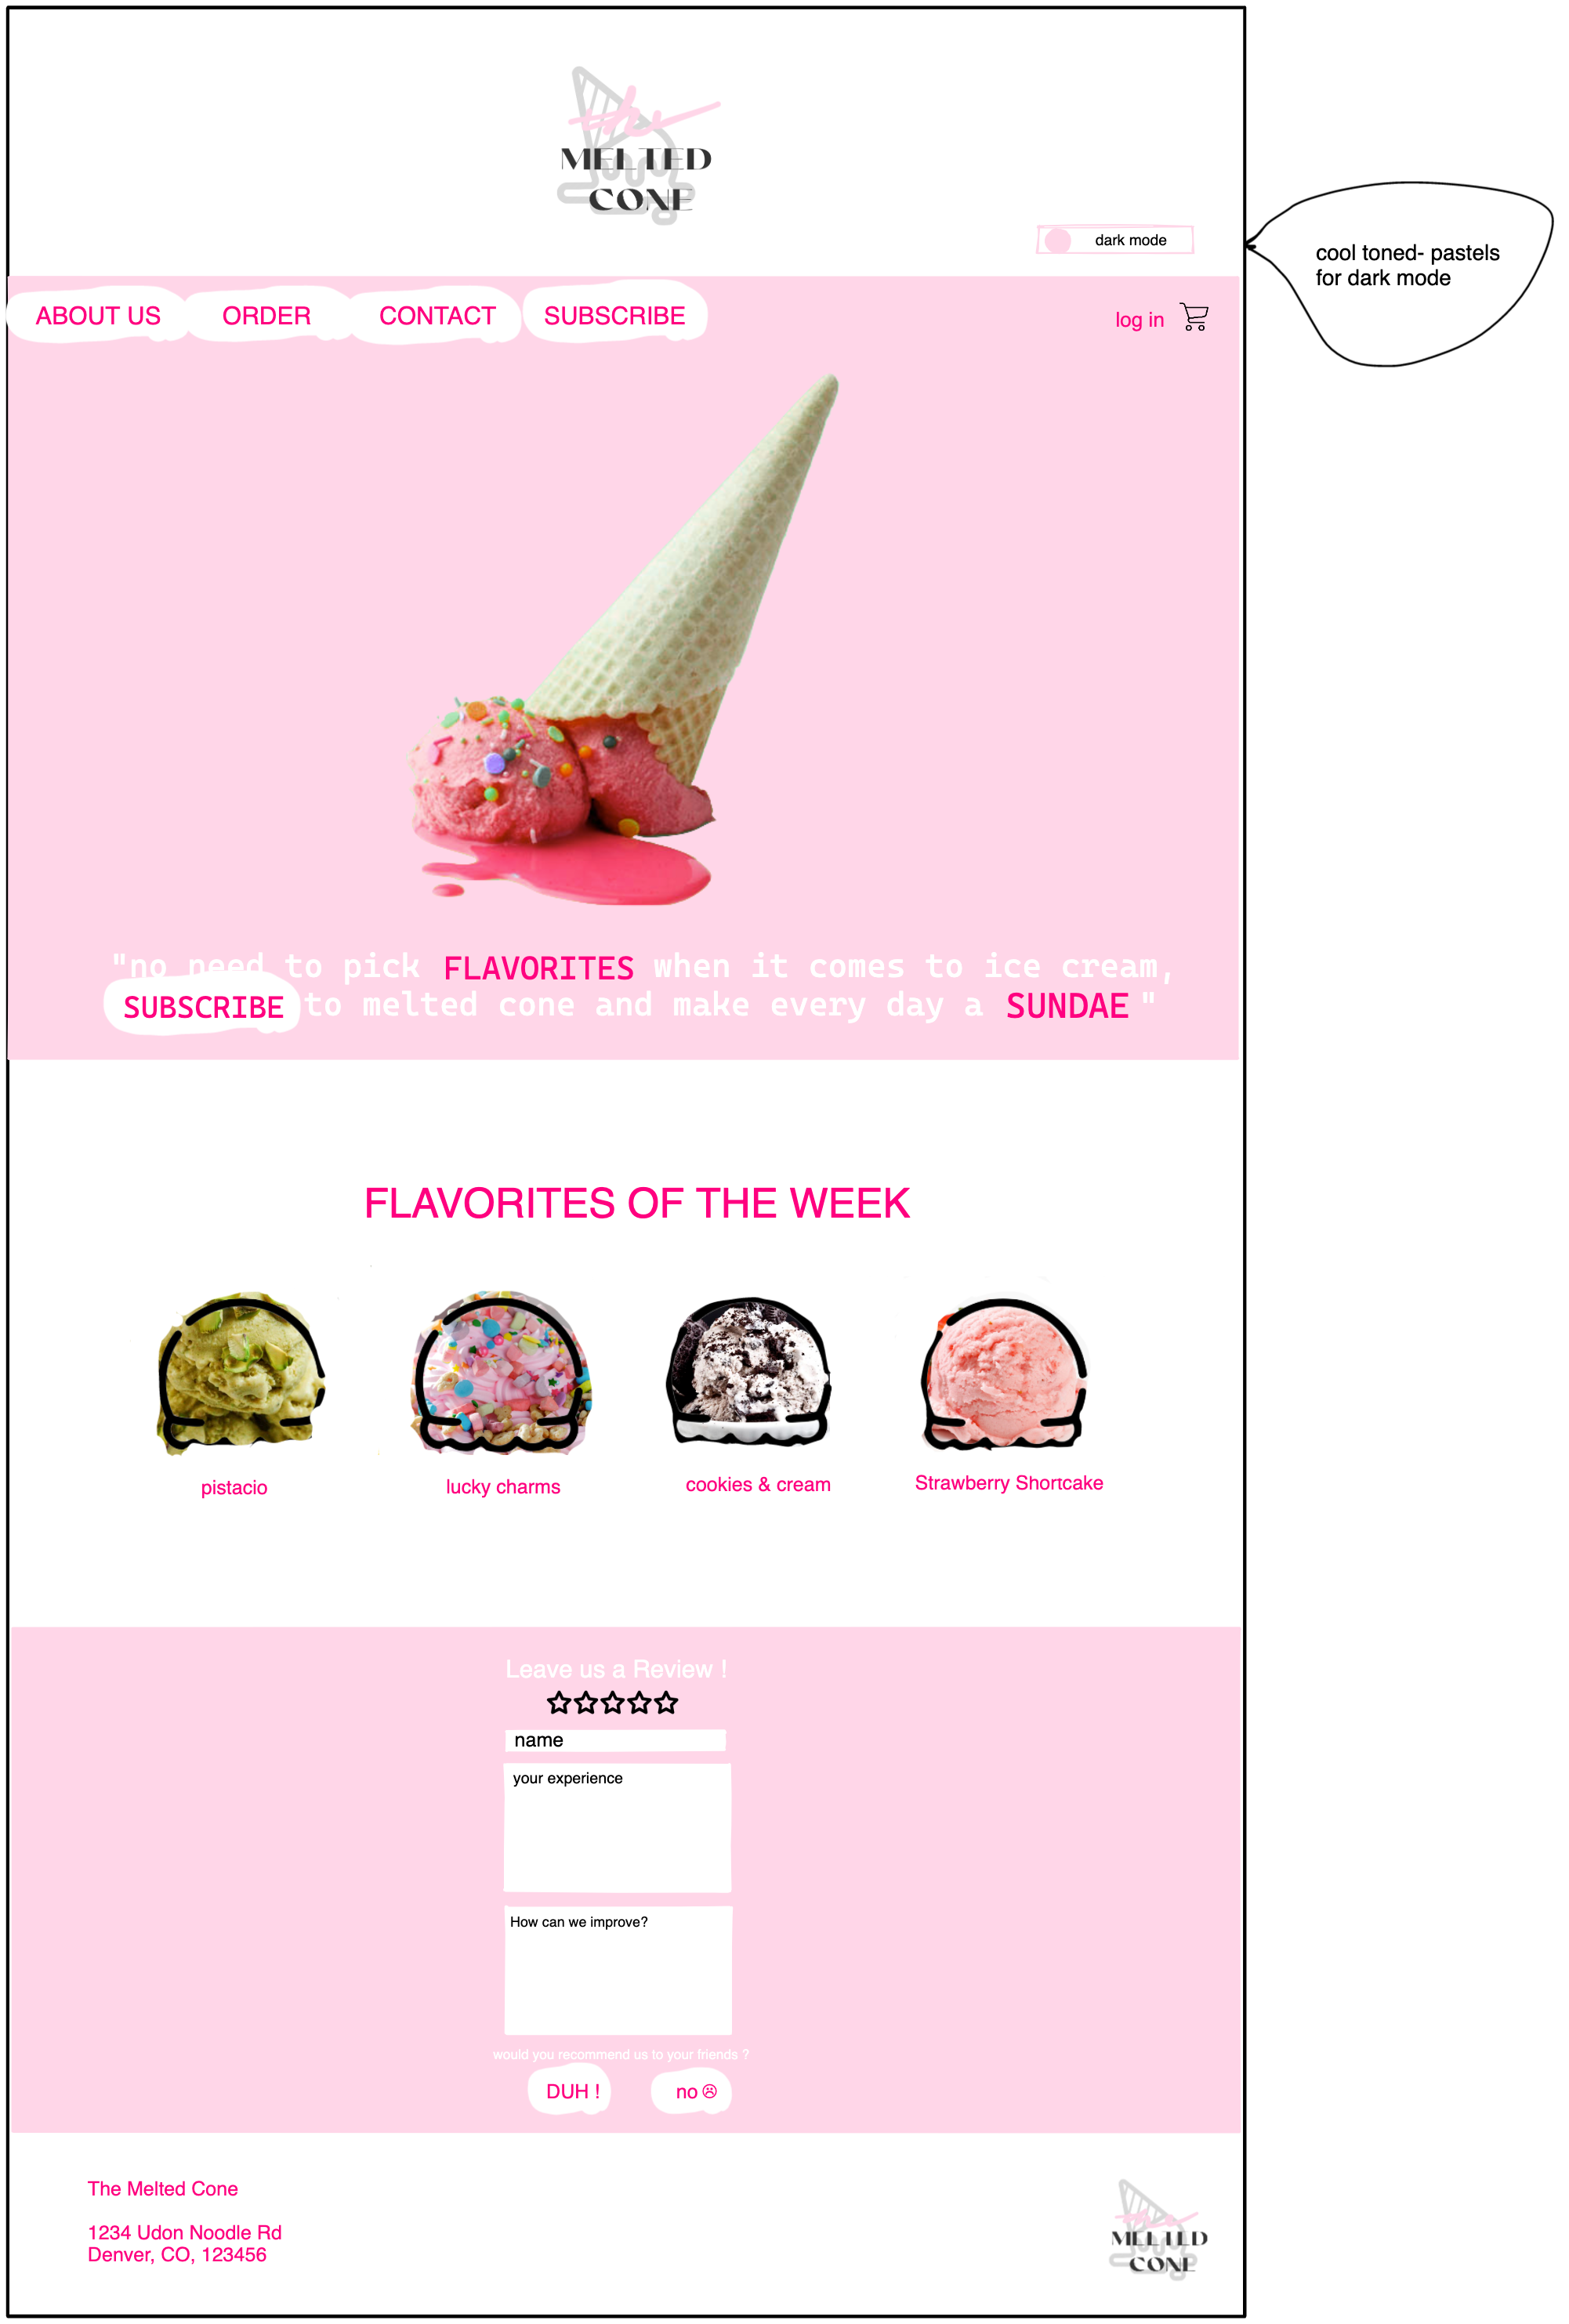 the
MELTED
CONE
dark mode
cool toned- pastels
for dark mode
ABOUT US
ORDER
CONTACT
SUBSCRIBE
log in
"no need to pick FLAVORITES when it comes to ice cream,
SUBSCRIBE to melted cone and make every day a SUNDAE "
FLAVORITES OF THE WEEK
pistacio
lucky charms
cookies & cream
Strawberry Shortcake
Leave us a Review !
name
your experience
How can we improve?
would you recommend us to your friends ?
DUH !
no ☹
The Melted Cone
1234 Udon Noodle Rd
Denver, CO, 123456
the
MELTED
CONE